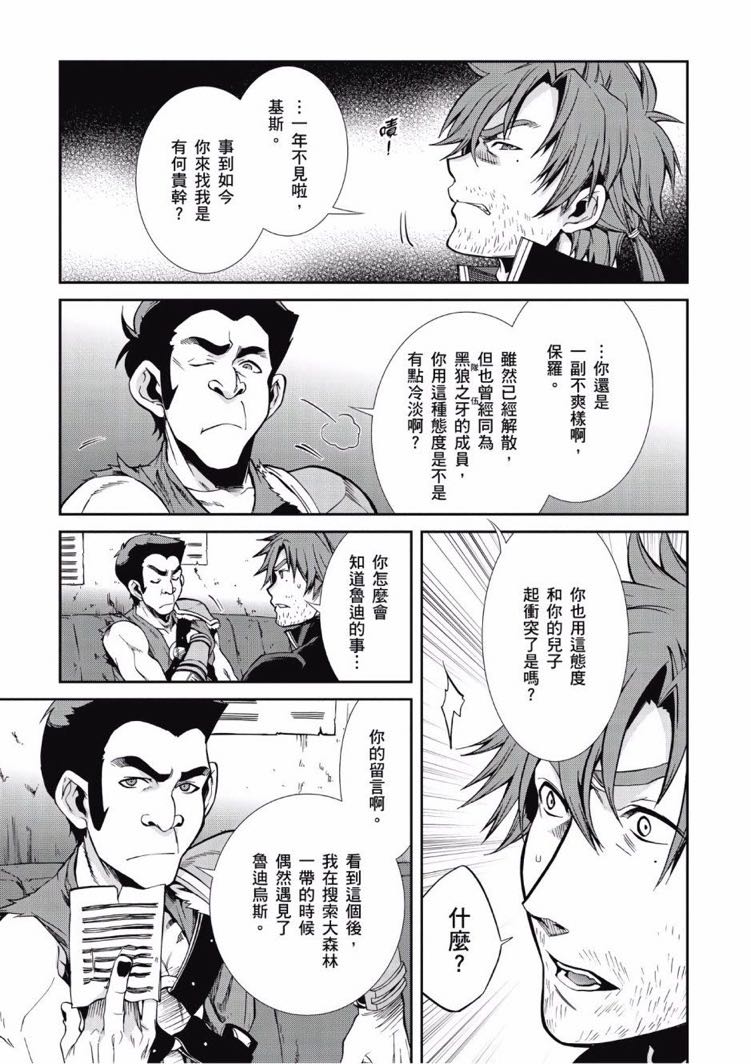 嘖！
…一年不見啦，
基斯。
事到如今
你來找我是
有何貴幹？
…你還是
一副不爽樣啊，
保羅。
雖然已經解散，
但也曾經同為
隊伍
黑狼之牙的成員，
你用這種態度是不是
有點冷淡啊？
你也用這態度
和你的兒子
起衝突了是嗎？
什麼？
你怎麼會
知道魯迪的事…
你的留言啊。
看到這個後，
我在搜索大森林
一帶的時候
偶然遇見了
魯迪烏斯。